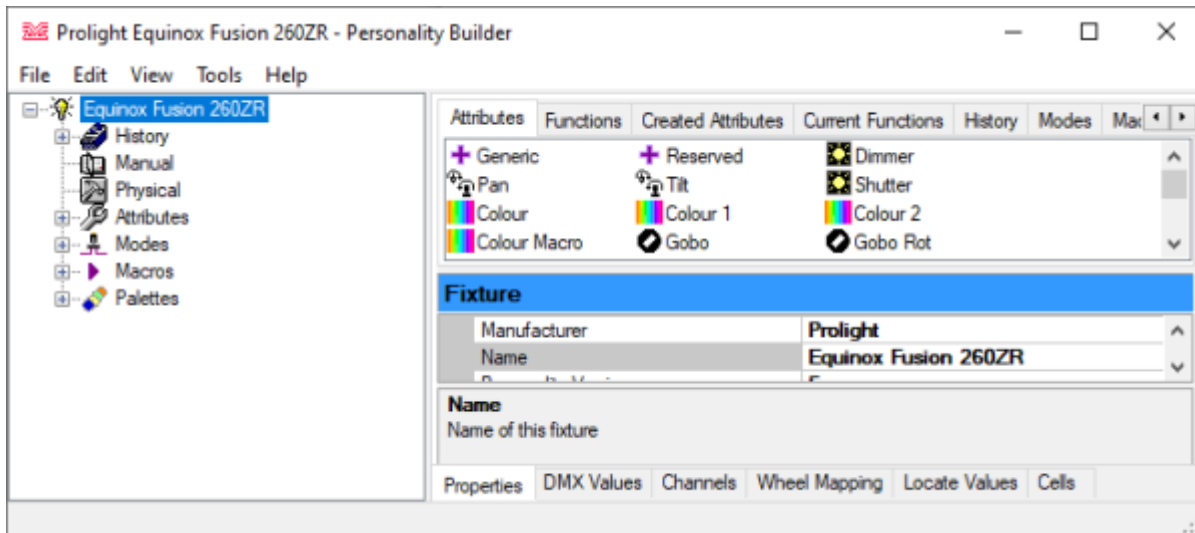 Prolight Equinox Fusion 260ZR - Personality Builder
File Edit View Tools Help
Equinox Fusion 260ZR
History
Manual
Physical
Attributes
Modes
Macros
Palettes
Attributes Functions Created Attributes Current Functions History Modes
Generic Reserved Dimmer
Pan Tilt Shutter
Colour Colour 1 Colour 2
Colour Macro Gobo Gobo Rot
Fixture
Manufacturer Prolight
Name Equinox Fusion 260ZR
Name
Name of this fixture
Properties DMX Values Channels Wheel Mapping Locate Values Cells